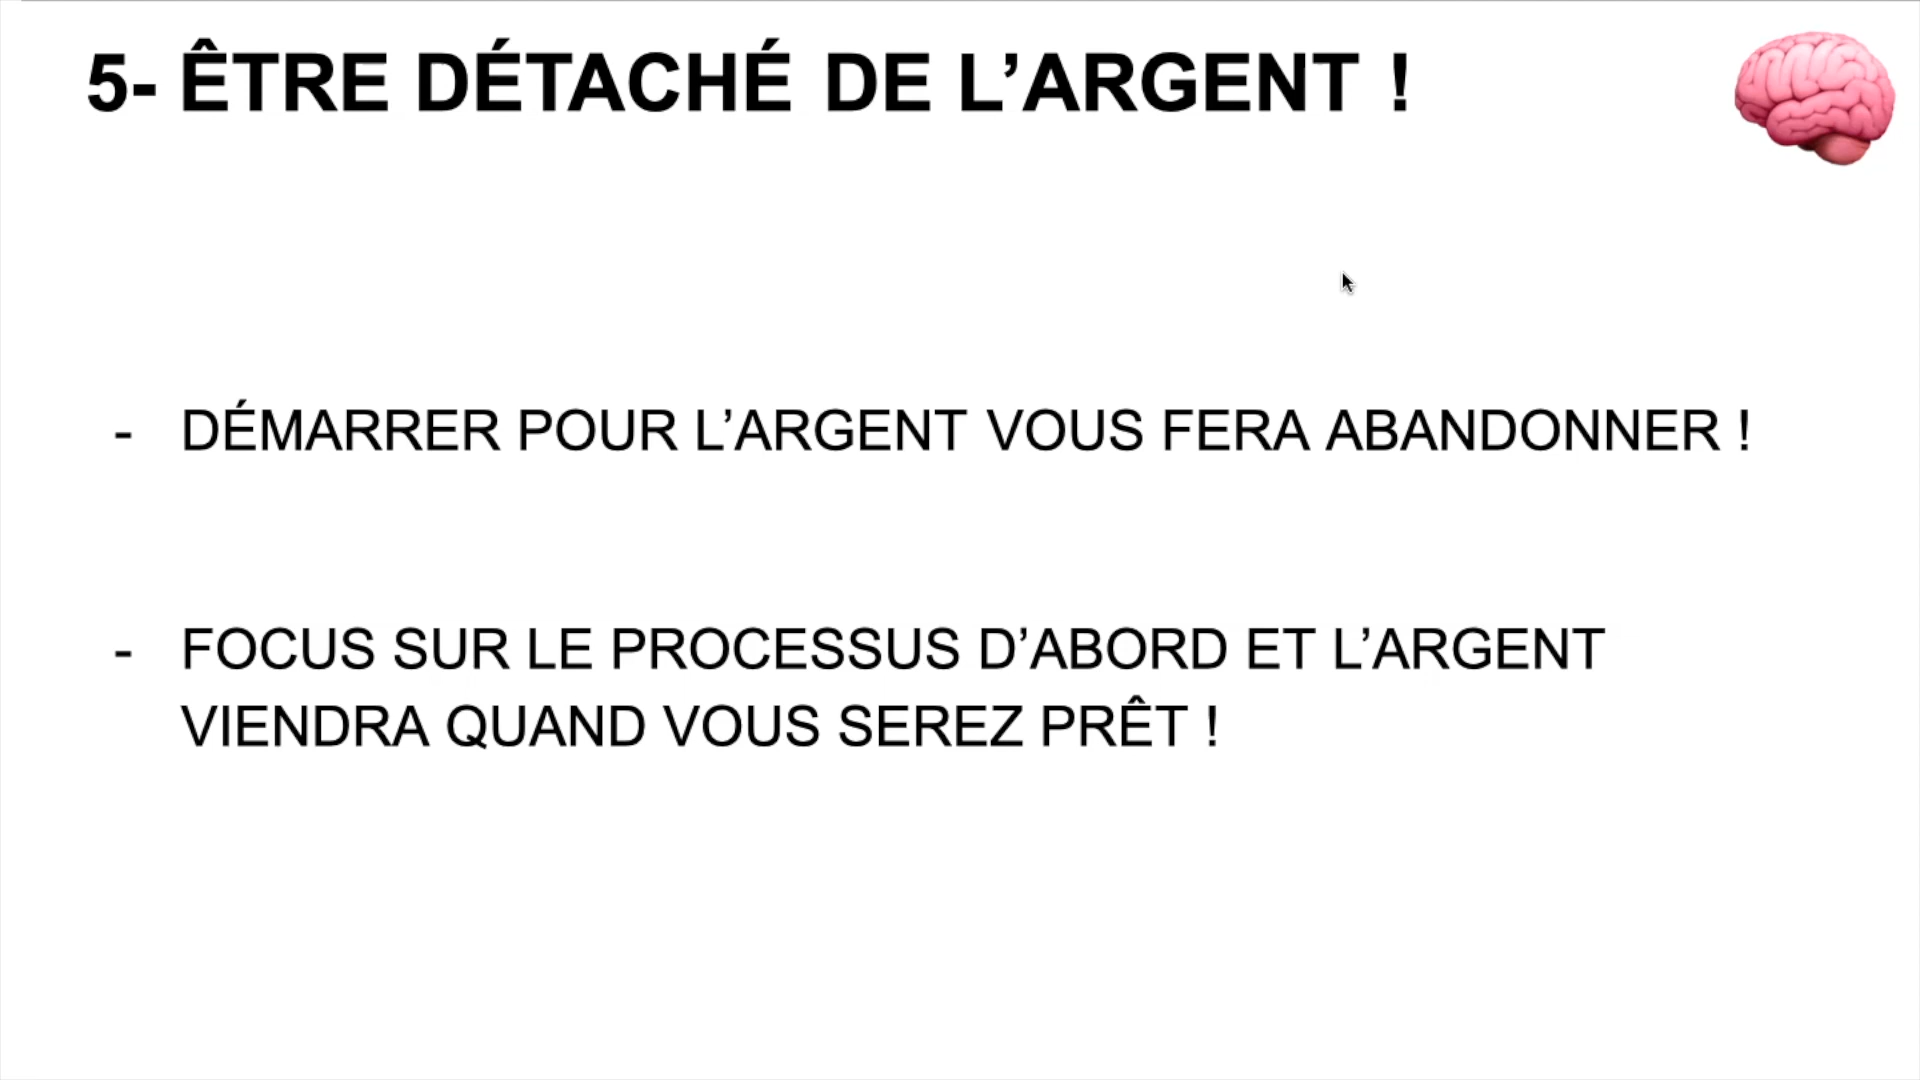 5- ÊTRE DÉTACHÉ DE L’ARGENT !
- DÉMARRER POUR L’ARGENT VOUS FERA ABANDONNER !
- FOCUS SUR LE PROCESSUS D’ABORD ET L’ARGENT
VIENDRA QUAND VOUS SEREZ PRÊT !